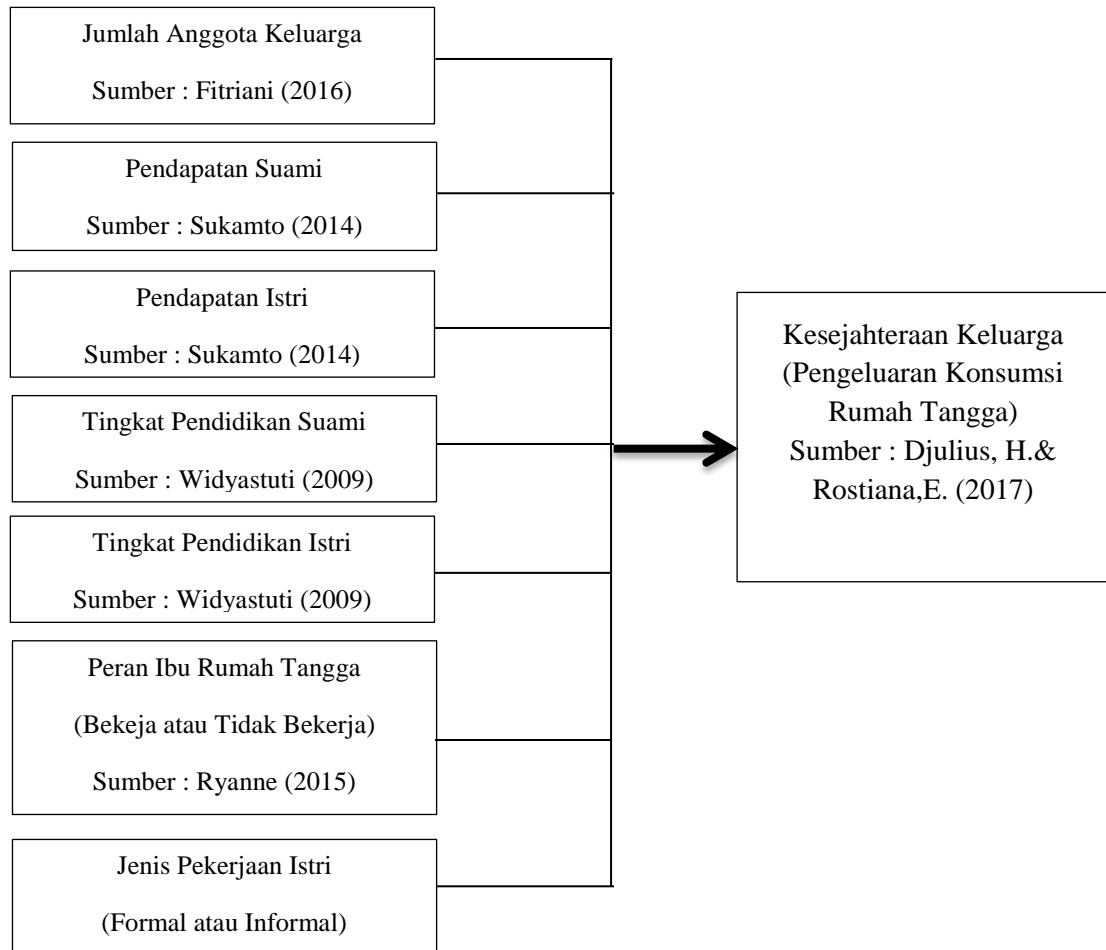 Jumlah Anggota Keluarga
Sumber : Fitriani (2016)
Pendapatan Suami
Sumber : Sukamto (2014)
Pendapatan Istri
Sumber : Sukamto (2014)
Tingkat Pendidikan Suami
Sumber : Widyastuti (2009)
Tingkat Pendidikan Istri
Sumber : Widyastuti (2009)
Peran Ibu Rumah Tangga
(Bekeja atau Tidak Bekerja)
Sumber : Ryanne (2015)
Jenis Pekerjaan Istri
(Formal atau Informal)
Kesejahteraan Keluarga
(Pengeluaran Konsumsi
Rumah Tangga)
Sumber : Djulius, H.&
Rostiana,E. (2017)